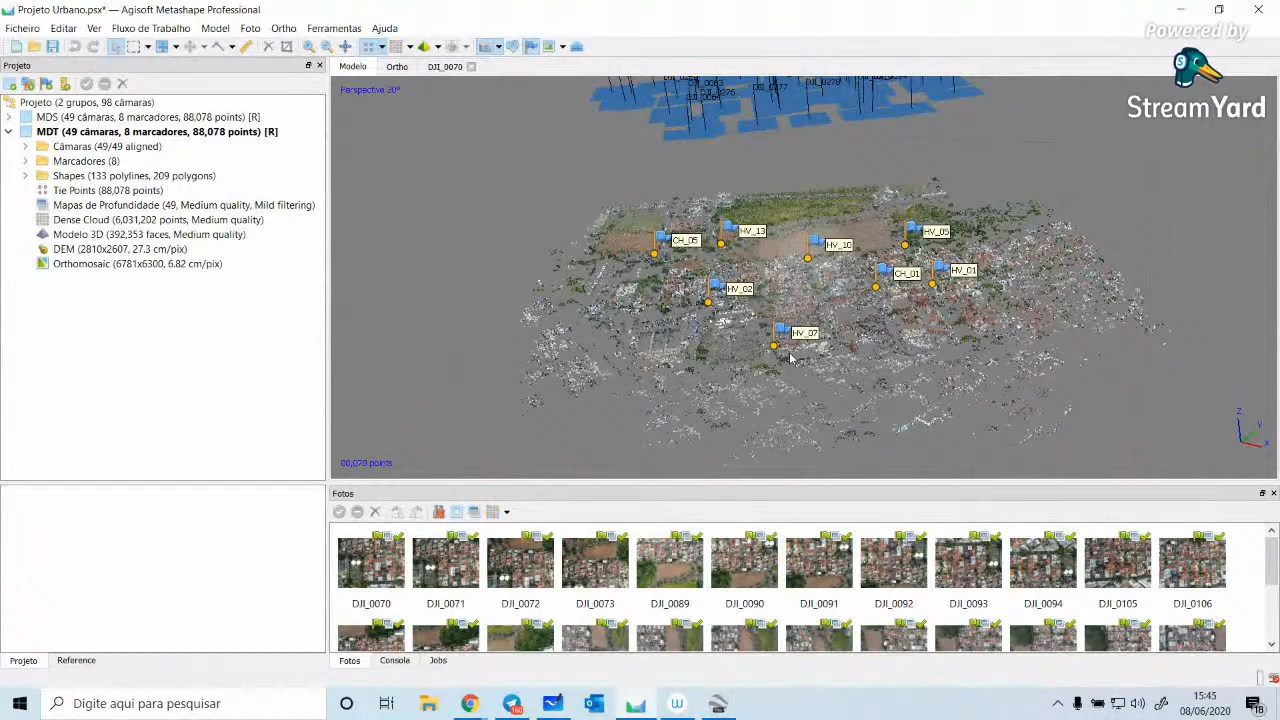 Projeto Urbano.psx* — Agisoft Metashape Professional
Ficheiro Editar Ver Fluxo de Trabalho Model Foto Ortho Ferramentas Ajuda
Powered by
StreamYard
Projeto
Modelo Ortho DJI_0070
Perspective 30°
Projeto (2 grupos, 98 câmaras)
MDS (49 câmaras, 8 marcadores, 88,078 points) [R]
MDT (49 câmaras, 8 marcadores, 88,078 points) [R]
Câmaras (49/49 aligned)
Marcadores (8)
Shapes (133 polylines, 209 polygons)
Tie Points (88,078 points)
Mapas de Profundidade (49, Medium quality, Mild filtering)
Dense Cloud (6,031,202 points, Medium quality)
Modelo 3D (392,353 faces, Medium quality)
DEM (2810x2607, 27.3 cm/pix)
Orthomosaic (6781x6300, 6.82 cm/pix)
DJI_0063
DJI_0276
DJI_0277
DJI_0278
CH_05
HV_13
HV_10
HV_05
HV_02
CH_01
HV_01
HV_07
Z
Y
X
88,078 points
Fotos
DJI_0070 DJI_0071 DJI_0072 DJI_0073 DJI_0089 DJI_0090 DJI_0091 DJI_0092 DJI_0093 DJI_0094 DJI_0105 DJI_0106
Projeto Reference
Fotos Consola Jobs
Digite aqui para pesquisar
160
15:45
08/06/2020
18